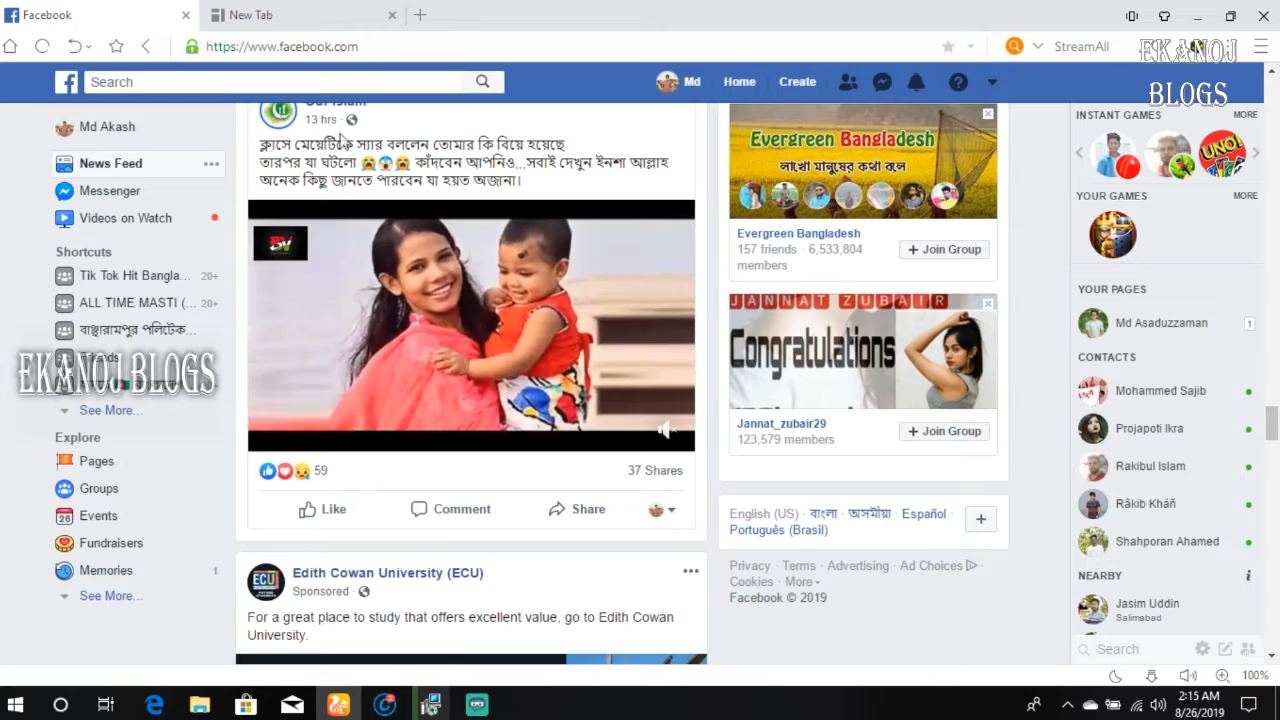 Facebook
New Tab
https://www.facebook.com
StreamAll
EKANOJ
BLOGS
Search
Md
Home
Create
Md Akash
News Feed
Messenger
Videos on Watch
Shortcuts
Tik Tok Hit Bangla... 20+
ALL TIME MASTI (... 20+
বাঞ্ছারামপুর পলিটেক...
Friends
EKANOJ BLOGS
See More...
Explore
Pages
Groups
Events
Fundraisers
Memories 1
See More...
Our Islam
13 hrs ·
ক্লাসে মেয়েটিকে স্যার বললেন তোমার কি বিয়ে হয়েছে
তারপর যা ঘটলো 😭😱😭 কাঁদবেন আপনিও...সবাই দেখুন ইনশা আল্লাহ
অনেক কিছু জানতে পারবেন যা হয়ত অজানা।
59
37 Shares
Like
Comment
Share
Edith Cowan University (ECU)
Sponsored ·
For a great place to study that offers excellent value, go to Edith Cowan
University.
Evergreen Bangladesh
লাখো মানুষের কথা বলে
Evergreen Bangladesh
157 friends · 6,533,804
members
+ Join Group
JANNAT ZUBAIR
Congratulations
Jannat_zubair29
123,579 members
+ Join Group
English (US) · বাংলা · অসমীয়া · Español ·
Português (Brasil)
Privacy · Terms · Advertising · Ad Choices ·
Cookies · More
Facebook © 2019
INSTANT GAMES MORE
UNO!
YOUR GAMES MORE
YOUR PAGES
Md Asaduzzaman 1
CONTACTS
Mohammed Sajib
Projapoti Ikra
Rakibul Islam
Râkib Kháñ
Shahporan Ahamed
NEARBY
Jasim Uddin
Salimabad
Search
100%
2:15 AM
8/26/2019